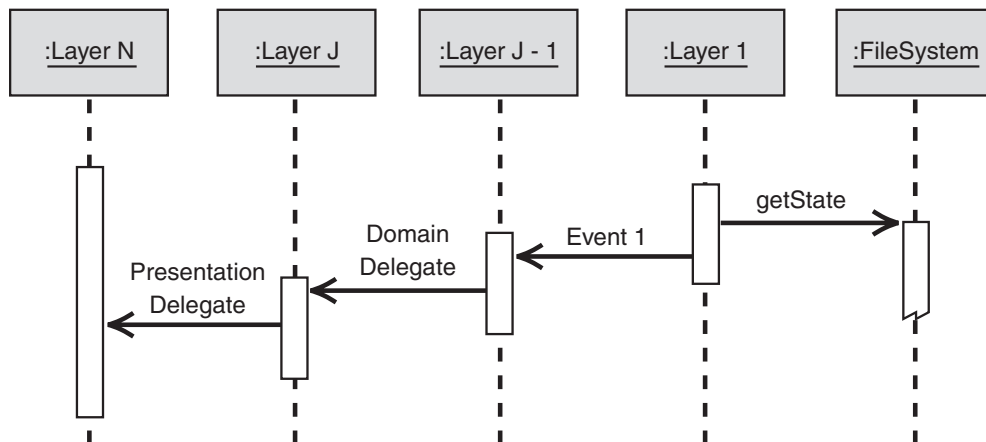 :Layer N
:Layer J
:Layer J - 1
:Layer 1
:FileSystem
getState
Event 1
Domain
Delegate
Presentation
Delegate